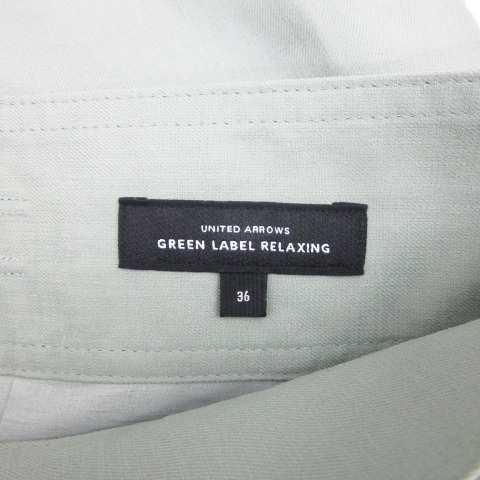 UNITED ARROWS
GREEN LABEL RELAXING
36